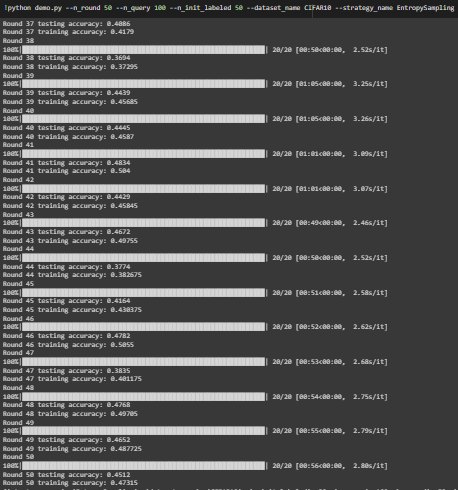 !python demo.py --n_round 50 --n_query 100 --n_init_labeled 50 --dataset_name CIFAR10 --strategy_name EntropySampling
Round 37 testing accuracy: 0.4086
Round 37 training accuracy: 0.4179
Round 38
100%| | 20/20 [00:50<00:00, 2.52s/it]
Round 38 testing accuracy: 0.3694
Round 38 training accuracy: 0.37295
Round 39
100%| | 20/20 [01:05<00:00, 3.25s/it]
Round 39 testing accuracy: 0.4439
Round 39 training accuracy: 0.45685
Round 40
100%| | 20/20 [01:05<00:00, 3.26s/it]
Round 40 testing accuracy: 0.4445
Round 40 training accuracy: 0.4587
Round 41
100%| | 20/20 [01:01<00:00, 3.09s/it]
Round 41 testing accuracy: 0.4834
Round 41 training accuracy: 0.504
Round 42
100%| | 20/20 [01:01<00:00, 3.07s/it]
Round 42 testing accuracy: 0.4429
Round 42 training accuracy: 0.45845
Round 43
100%| | 20/20 [00:49<00:00, 2.46s/it]
Round 43 testing accuracy: 0.4672
Round 43 training accuracy: 0.49755
Round 44
100%| | 20/20 [00:50<00:00, 2.52s/it]
Round 44 testing accuracy: 0.3774
Round 44 training accuracy: 0.382675
Round 45
100%| | 20/20 [00:51<00:00, 2.58s/it]
Round 45 testing accuracy: 0.4164
Round 45 training accuracy: 0.430375
Round 46
100%| | 20/20 [00:52<00:00, 2.62s/it]
Round 46 testing accuracy: 0.4782
Round 46 training accuracy: 0.5055
Round 47
100%| | 20/20 [00:53<00:00, 2.68s/it]
Round 47 testing accuracy: 0.3835
Round 47 training accuracy: 0.401175
Round 48
100%| | 20/20 [00:54<00:00, 2.75s/it]
Round 48 testing accuracy: 0.4768
Round 48 training accuracy: 0.49705
Round 49
100%| | 20/20 [00:55<00:00, 2.79s/it]
Round 49 testing accuracy: 0.4652
Round 49 training accuracy: 0.487725
Round 50
100%| | 20/20 [00:56<00:00, 2.80s/it]
Round 50 testing accuracy: 0.4512
Round 50 training accuracy: 0.47315